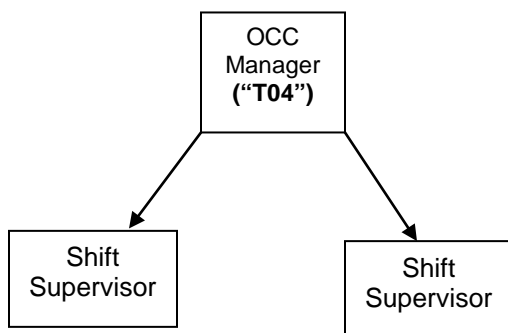 OCC
Manager
(“T04”)
Shift
Supervisor
Shift
Supervisor